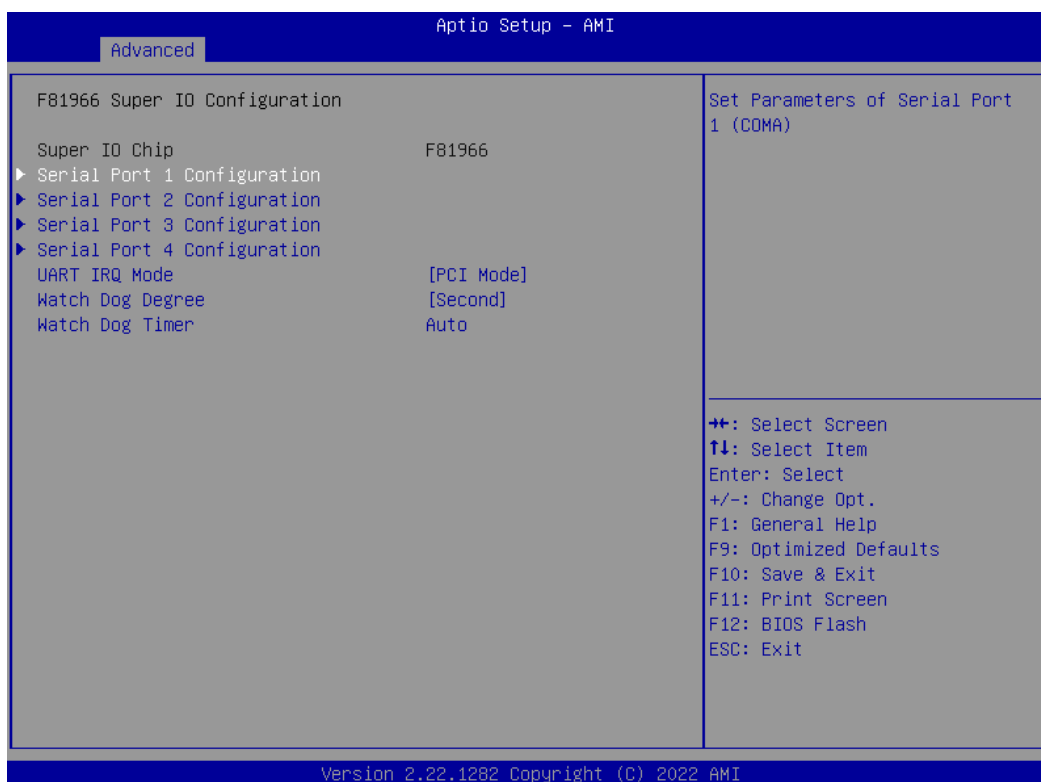 Aptio Setup – AMI
Advanced
F81966 Super IO Configuration
Super IO Chip F81966
Serial Port 1 Configuration
Serial Port 2 Configuration
Serial Port 3 Configuration
Serial Port 4 Configuration
UART IRQ Mode [PCI Mode]
Watch Dog Degree [Second]
Watch Dog Timer Auto
Set Parameters of Serial Port
1 (COMA)
→←: Select Screen
↑↓: Select Item
Enter: Select
+/-: Change Opt.
F1: General Help
F9: Optimized Defaults
F10: Save & Exit
F11: Print Screen
F12: BIOS Flash
ESC: Exit
Version 2.22.1282 Copyright (C) 2022 AMI